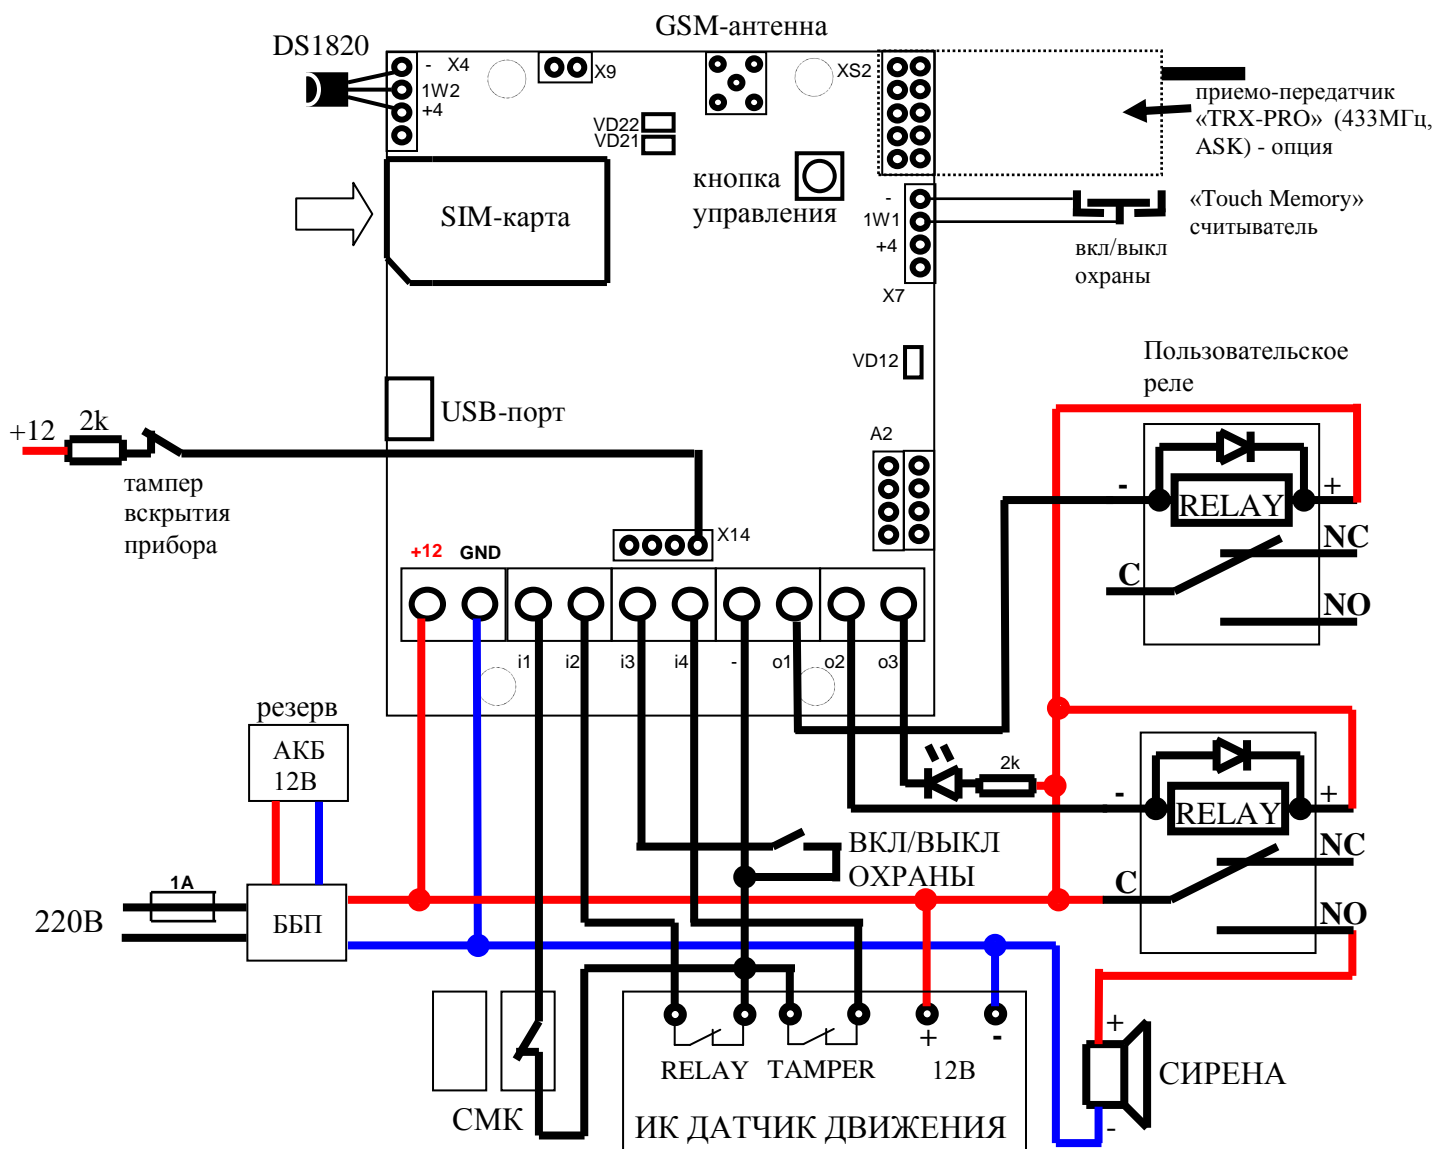 GSM-антенна
DS1820
- X4
1W2
+4
X9
XS2
VD22
VD21
приемо-передатчик
«TRX-PRO» (433МГц,
ASK) - опция
кнопка
управления
SIM-карта
-
1W1
+4
X7
«Touch Memory»
считыватель
вкл/выкл
охраны
VD12
Пользовательское
реле
USB-порт
+12
2k
тампер
вскрытия
прибора
A2
X14
+12
GND
- RELAY +
NC
C
NO
i1 i2 i3 i4 - o1 o2 o3
резерв
АКБ
12В
2k
- RELAY +
NC
C
NO
ВКЛ/ВЫКЛ
ОХРАНЫ
1A
220В
ББП
RELAY TAMPER
+ 12В -
СМК
ИК ДАТЧИК ДВИЖЕНИЯ
+
СИРЕНА
-